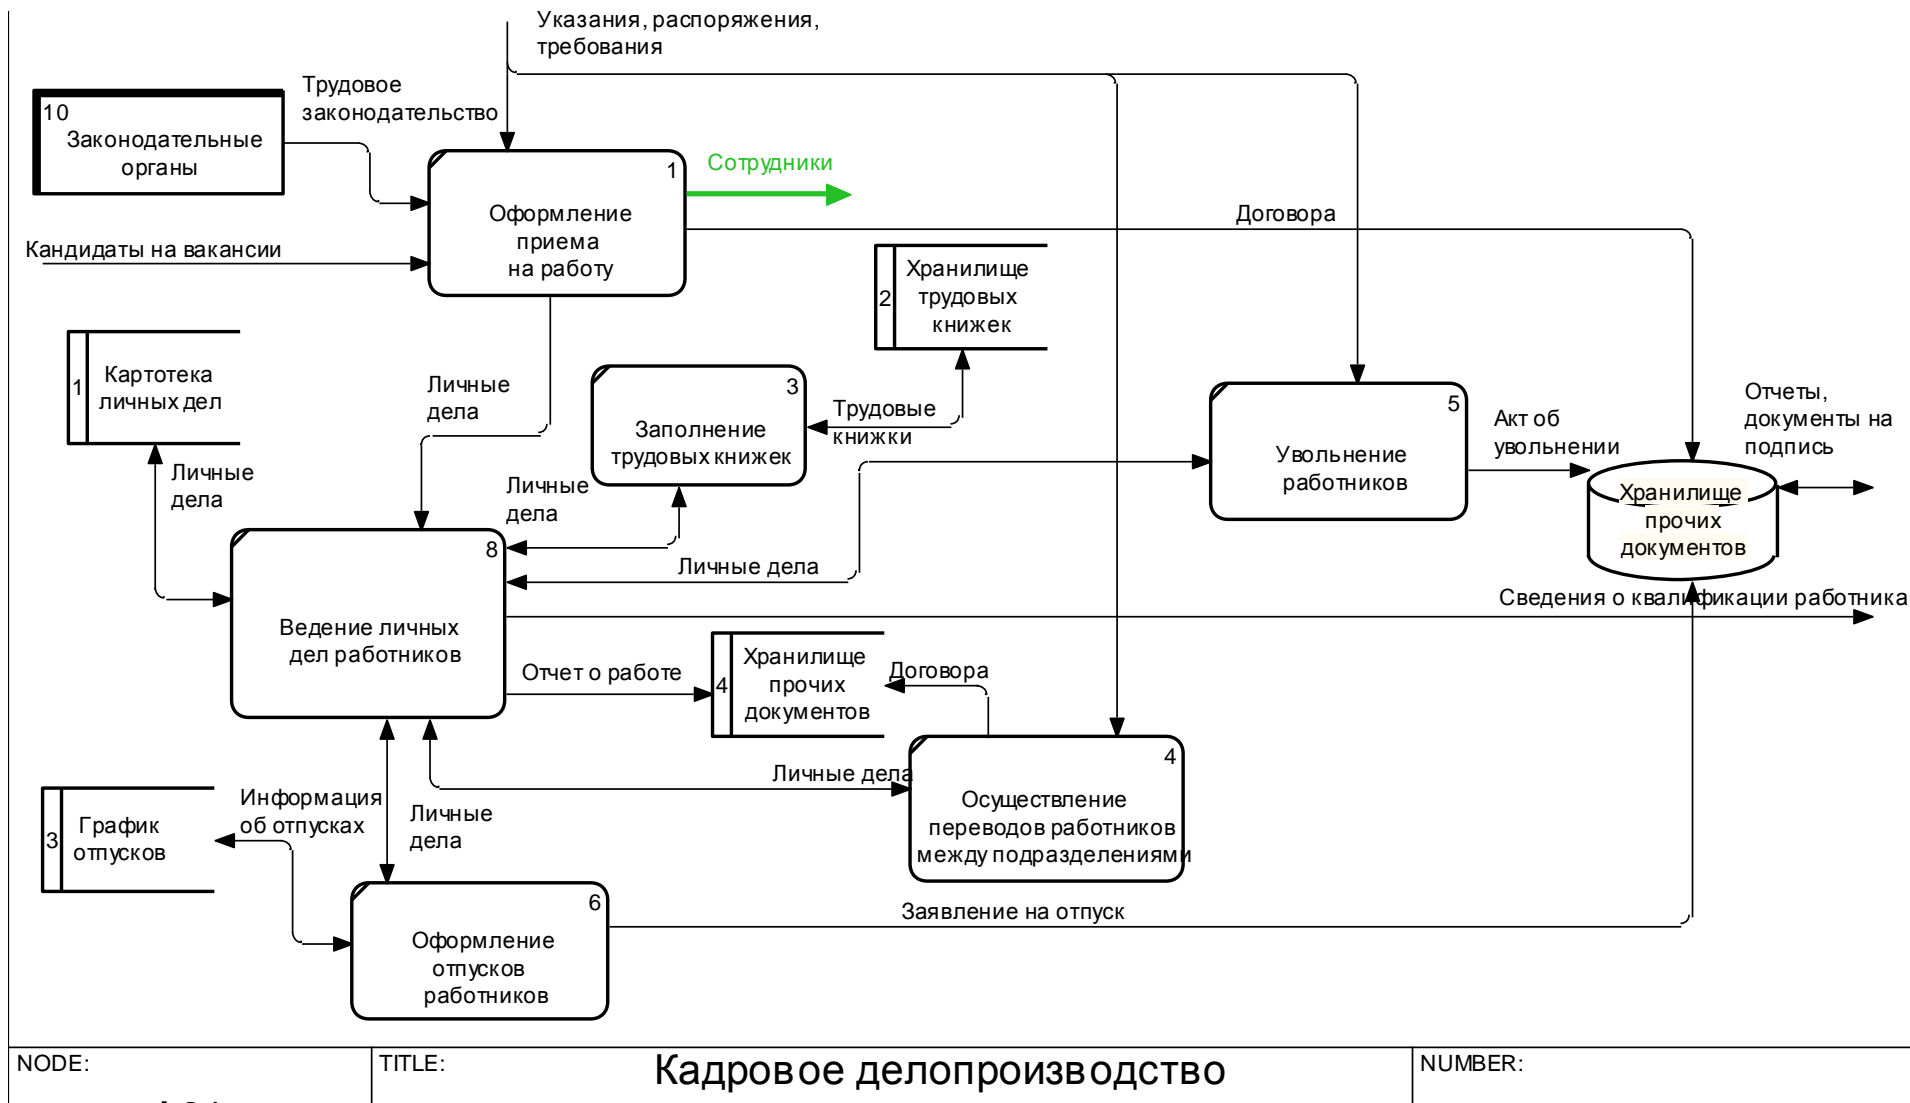 Указания, распоряжения,
требования
10
Законодательные
органы
Трудовое
законодательство
1
Оформление
приема
на работу
Сотрудники
Договора
Кандидаты на вакансии
2
Хранилище
трудовых
книжек
1
Картотека
личных дел
Личные
дела
3
Заполнение
трудовых книжек
Трудовые
книжки
5
Увольнение
работников
Акт об
увольнении
Отчеты,
документы на
подпись
Хранилище
прочих
документов
Личные
дела
Личные
дела
Личные дела
8
Ведение личных
дел работников
Сведения о квалификации работника
Отчет о работе
4
Хранилище
прочих
документов
Договора
Личные дела
4
Осуществление
переводов работников
между подразделениями
3
График
отпусков
Информация
об отпусках
Личные
дела
6
Оформление
отпусков
работников
Заявление на отпуск
NODE:
TITLE:
Кадровое делопроизводство
NUMBER: